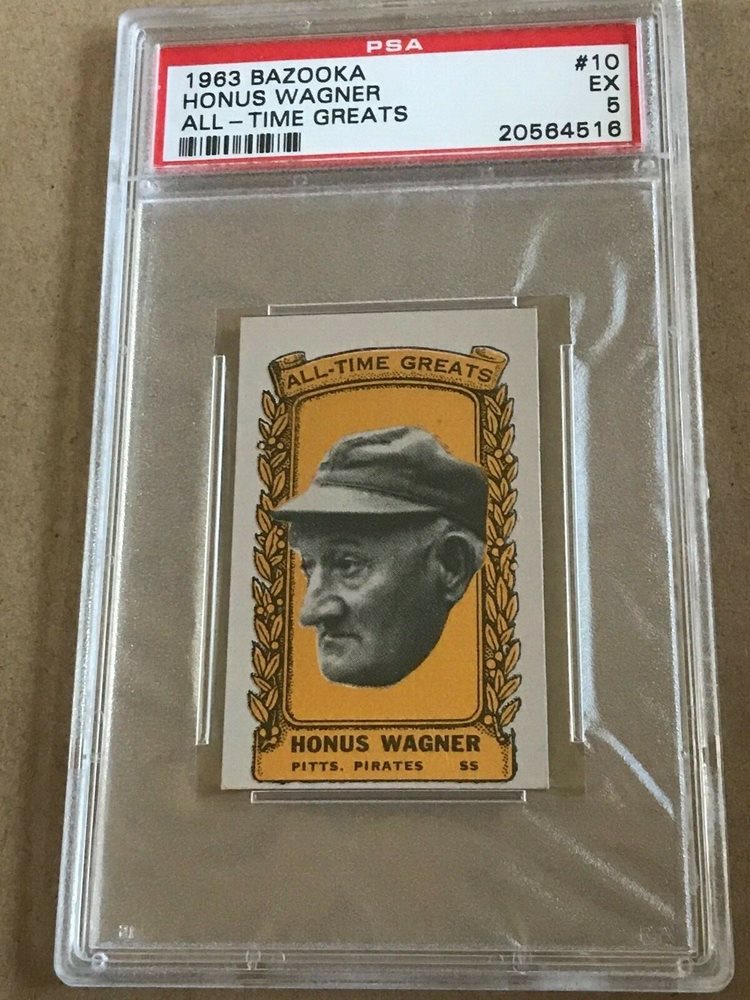 PSA
1963 BAZOOKA #10
HONUS WAGNER EX
ALL-TIME GREATS 5
20564516
ALL-TIME GREATS
HONUS WAGNER
PITTS. PIRATES SS